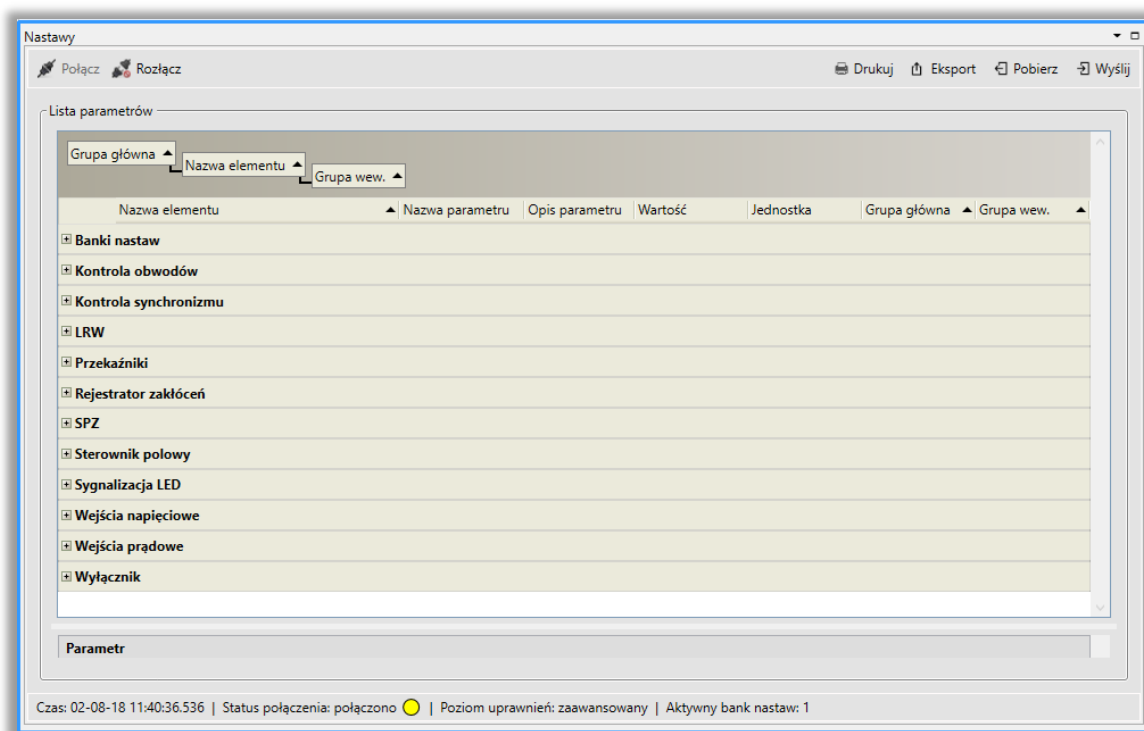 Nastawy
Połącz Rozłącz Drukuj Eksport Pobierz Wyślij
Lista parametrów
Grupa główna
Nazwa elementu
Grupa wew.
Nazwa elementu Nazwa parametru Opis parametru Wartość Jednostka Grupa główna Grupa wew.
Banki nastaw
Kontrola obwodów
Kontrola synchronizmu
LRW
Przekaźniki
Rejestrator zakłóceń
SPZ
Sterownik polowy
Sygnalizacja LED
Wejścia napięciowe
Wejścia prądowe
Wyłącznik
Parametr
Czas: 02-08-18 11:40:36.536 | Status połączenia: połączono | Poziom uprawnień: zaawansowany | Aktywny bank nastaw: 1